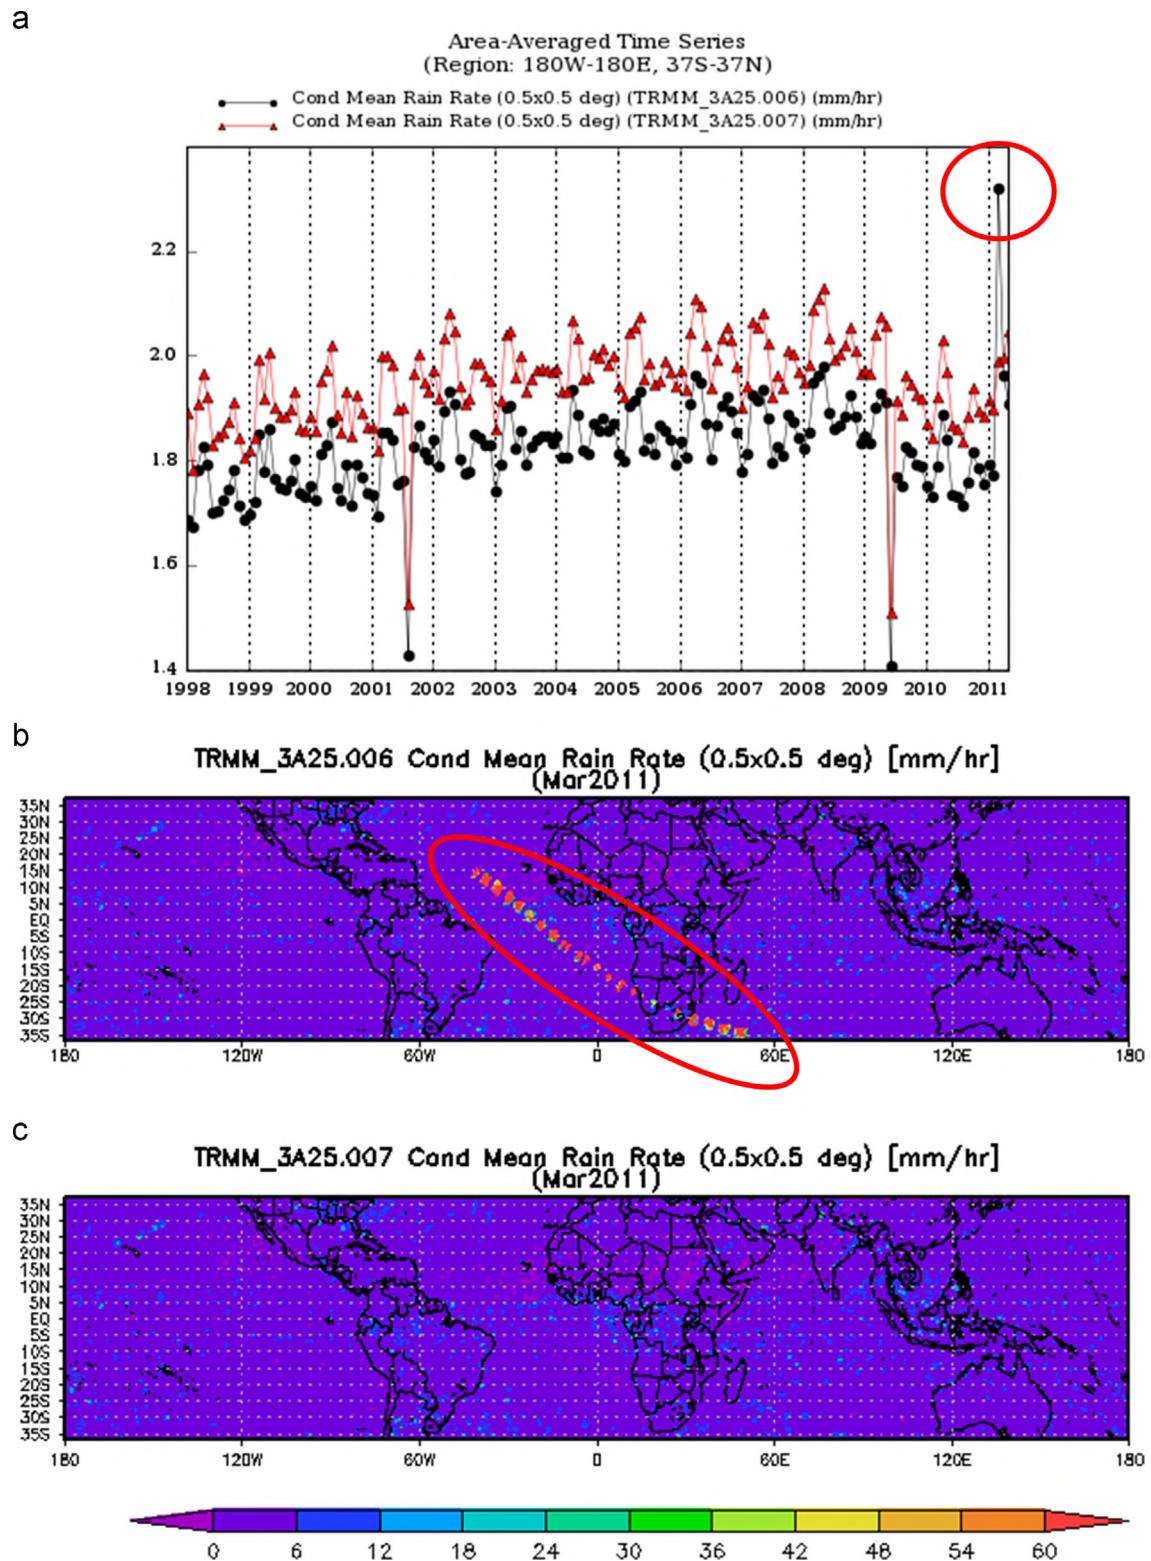 a
Area-Averaged Time Series
(Region: 180W-180E, 37S-37N)
Cond Mean Rain Rate (0.5x0.5 deg) (TRMM_3A25.006) (mm/hr)
Cond Mean Rain Rate (0.5x0.5 deg) (TRMM_3A25.007) (mm/hr)
2.2
2.0
1.8
1.6
1.4
1998 1999 2000 2001 2002 2003 2004 2005 2006 2007 2008 2009 2010 2011
b
TRMM_3A25.006 Cond Mean Rain Rate (0.5x0.5 deg) [mm/hr]
(Mar2011)
35N
30N
25N
20N
15N
10N
5N
EQ
5S
10S
15S
20S
25S
30S
35S
180 120W 60W 0 60E 120E 180
c
TRMM_3A25.007 Cond Mean Rain Rate (0.5x0.5 deg) [mm/hr]
(Mar2011)
35N
30N
25N
20N
15N
10N
5N
EQ
5S
10S
15S
20S
25S
30S
35S
180 120W 60W 0 60E 120E 180
0 6 12 18 24 30 36 42 48 54 60